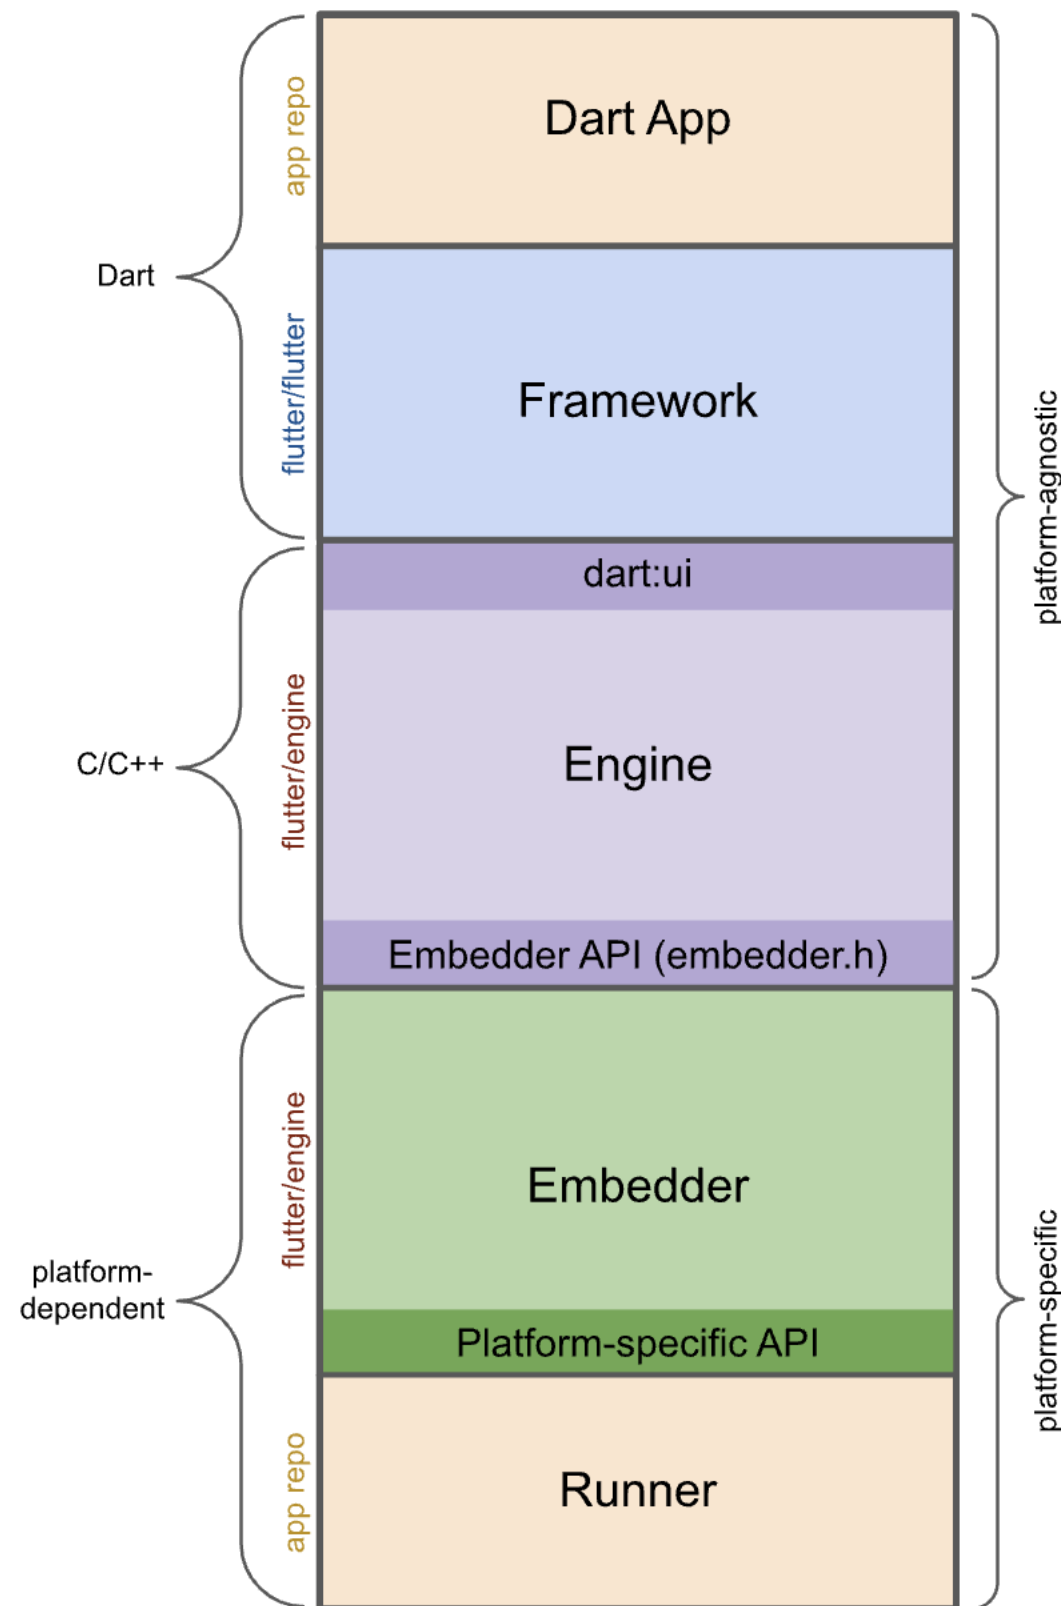 app repo
Dart App
Dart
flutter/flutter
Framework
platform-agnostic
dart:ui
C/C++
flutter/engine
Engine
Embedder API (embedder.h)
flutter/engine
Embedder
platform-
dependent
platform-specific
Platform-specific API
app repo
Runner